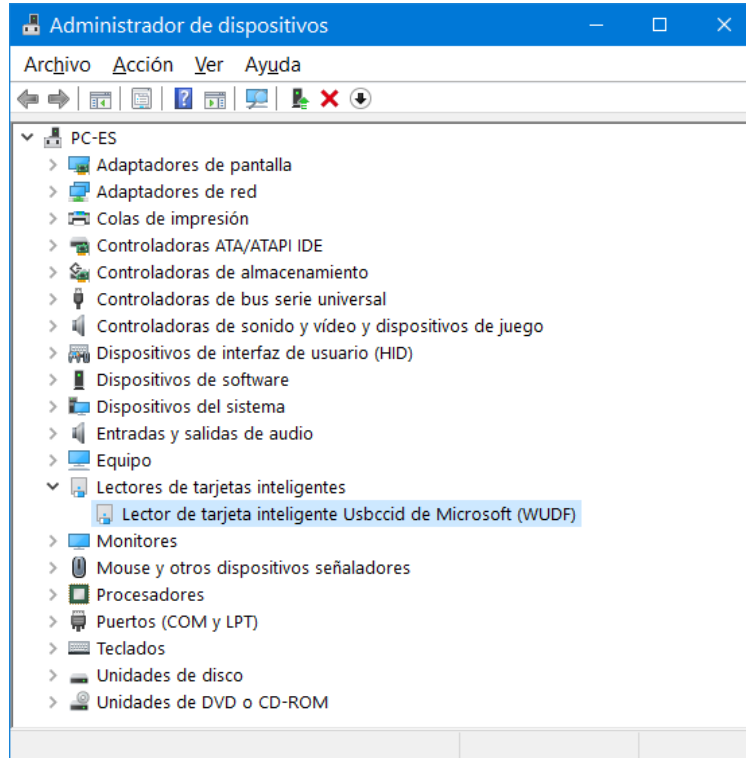 Administrador de dispositivos
Archivo Acción Ver Ayuda
PC-ES
Adaptadores de pantalla
Adaptadores de red
Colas de impresión
Controladoras ATA/ATAPI IDE
Controladoras de almacenamiento
Controladoras de bus serie universal
Controladoras de sonido y vídeo y dispositivos de juego
Dispositivos de interfaz de usuario (HID)
Dispositivos de software
Dispositivos del sistema
Entradas y salidas de audio
Equipo
Lectores de tarjetas inteligentes
Lector de tarjeta inteligente Usbccid de Microsoft (WUDF)
Monitores
Mouse y otros dispositivos señaladores
Procesadores
Puertos (COM y LPT)
Teclados
Unidades de disco
Unidades de DVD o CD-ROM